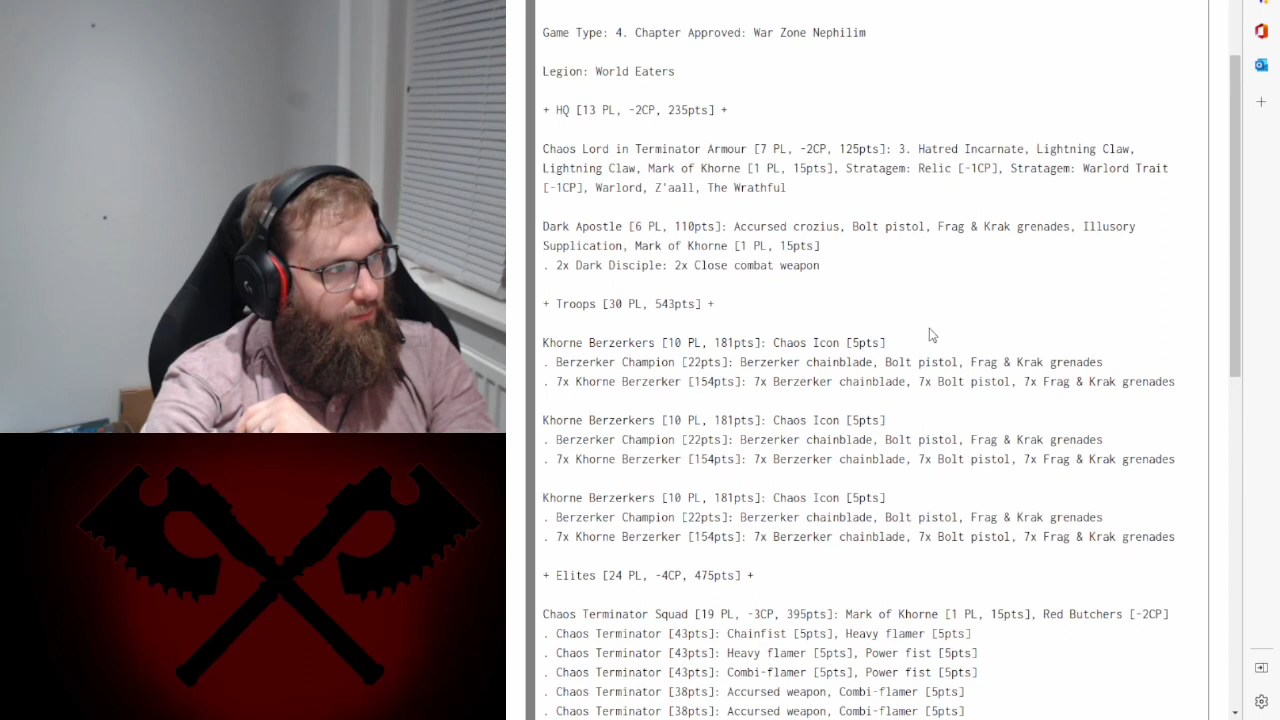 Game Type: 4. Chapter Approved: War Zone Nephilim
Legion: World Eaters
+ HQ [13 PL, -2CP, 235pts] +
Chaos Lord in Terminator Armour [7 PL, -2CP, 125pts]: 3. Hatred Incarnate, Lightning Claw,
Lightning Claw, Mark of Khorne [1 PL, 15pts], Stratagem: Relic [-1CP], Stratagem: Warlord Trait
[-1CP], Warlord, Z'aall, The Wrathful
Dark Apostle [6 PL, 110pts]: Accursed crozius, Bolt pistol, Frag & Krak grenades, Illusory
Supplication, Mark of Khorne [1 PL, 15pts]
. 2x Dark Disciple: 2x Close combat weapon
+ Troops [30 PL, 543pts] +
Khorne Berzerkers [10 PL, 181pts]: Chaos Icon [5pts]
. Berzerker Champion [22pts]: Berzerker chainblade, Bolt pistol, Frag & Krak grenades
. 7x Khorne Berzerker [154pts]: 7x Berzerker chainblade, 7x Bolt pistol, 7x Frag & Krak grenades
Khorne Berzerkers [10 PL, 181pts]: Chaos Icon [5pts]
. Berzerker Champion [22pts]: Berzerker chainblade, Bolt pistol, Frag & Krak grenades
. 7x Khorne Berzerker [154pts]: 7x Berzerker chainblade, 7x Bolt pistol, 7x Frag & Krak grenades
Khorne Berzerkers [10 PL, 181pts]: Chaos Icon [5pts]
. Berzerker Champion [22pts]: Berzerker chainblade, Bolt pistol, Frag & Krak grenades
. 7x Khorne Berzerker [154pts]: 7x Berzerker chainblade, 7x Bolt pistol, 7x Frag & Krak grenades
+ Elites [24 PL, -4CP, 475pts] +
Chaos Terminator Squad [19 PL, -3CP, 395pts]: Mark of Khorne [1 PL, 15pts], Red Butchers [-2CP]
. Chaos Terminator [43pts]: Chainfist [5pts], Heavy flamer [5pts]
. Chaos Terminator [43pts]: Heavy flamer [5pts], Power fist [5pts]
. Chaos Terminator [43pts]: Combi-flamer [5pts], Power fist [5pts]
. Chaos Terminator [38pts]: Accursed weapon, Combi-flamer [5pts]
. Chaos Terminator [38pts]: Accursed weapon, Combi-flamer [5pts]